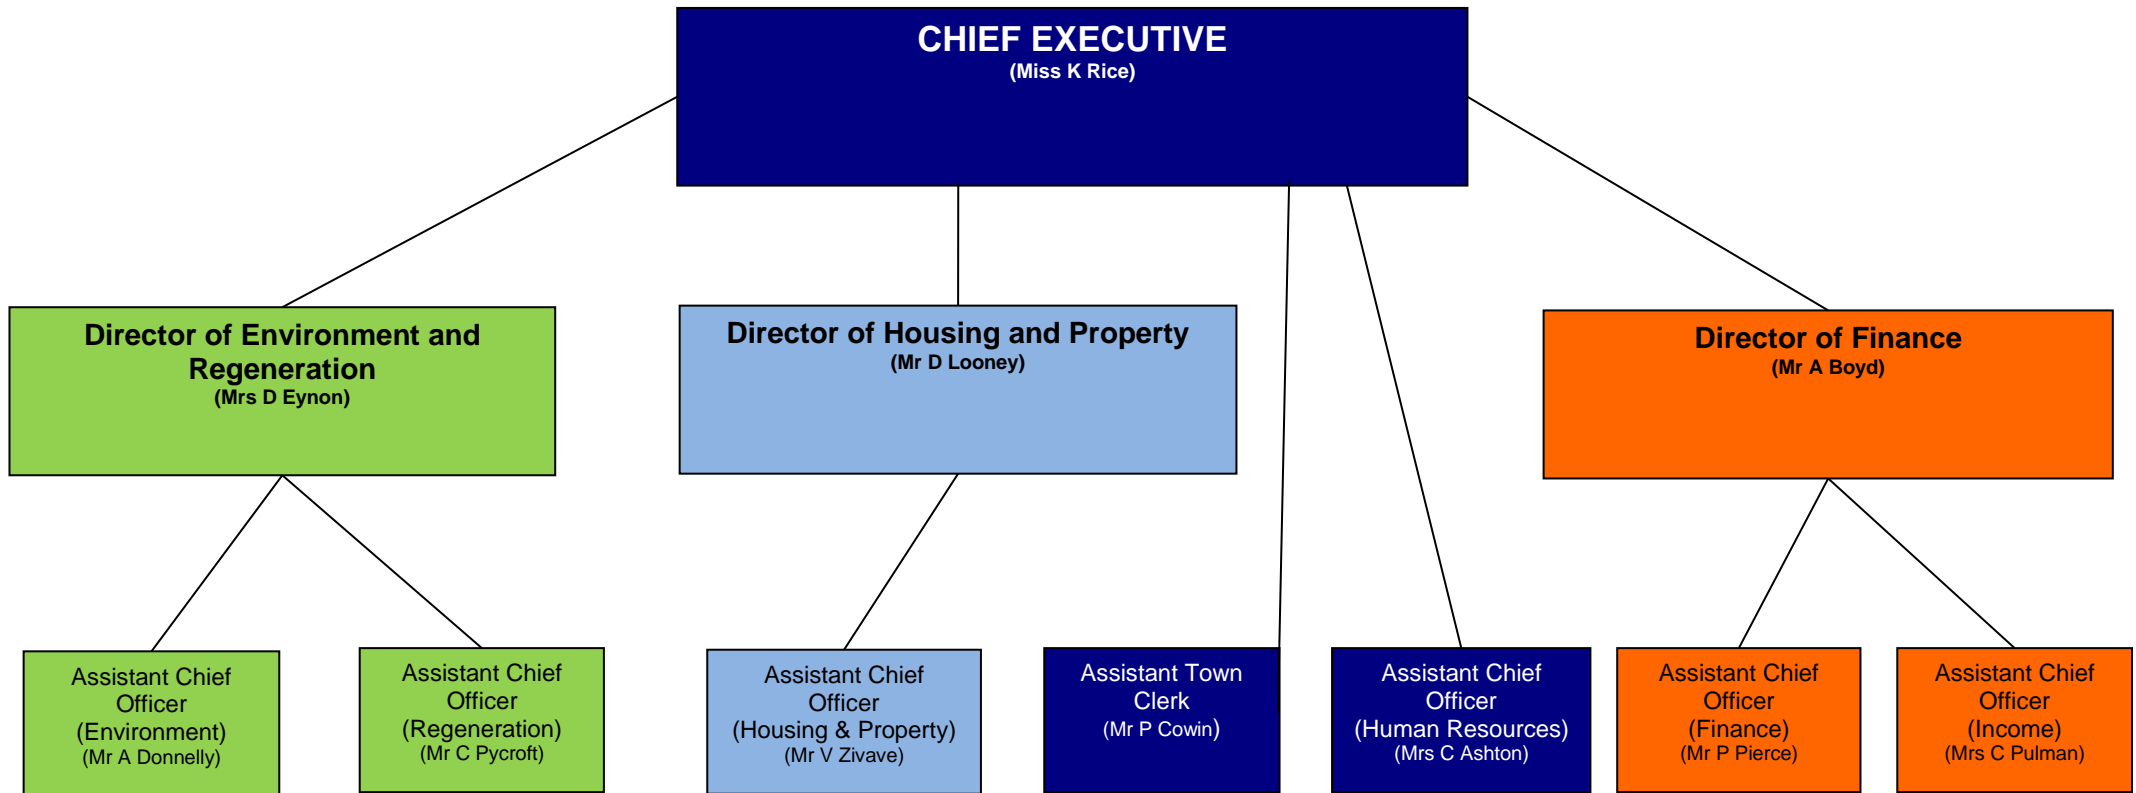 CHIEF EXECUTIVE
(Miss K Rice)
Director of Environment and
Regeneration
(Mrs D Eynon)
Director of Housing and Property
(Mr D Looney)
Director of Finance
(Mr A Boyd)
Assistant Chief
Officer
(Environment)
(Mr A Donnelly)
Assistant Chief
Officer
(Regeneration)
(Mr C Pycroft)
Assistant Chief
Officer
(Housing & Property)
(Mr V Zivave)
Assistant Town
Clerk
(Mr P Cowin)
Assistant Chief
Officer
(Human Resources)
(Mrs C Ashton)
Assistant Chief
Officer
(Finance)
(Mr P Pierce)
Assistant Chief
Officer
(Income)
(Mrs C Pulman)